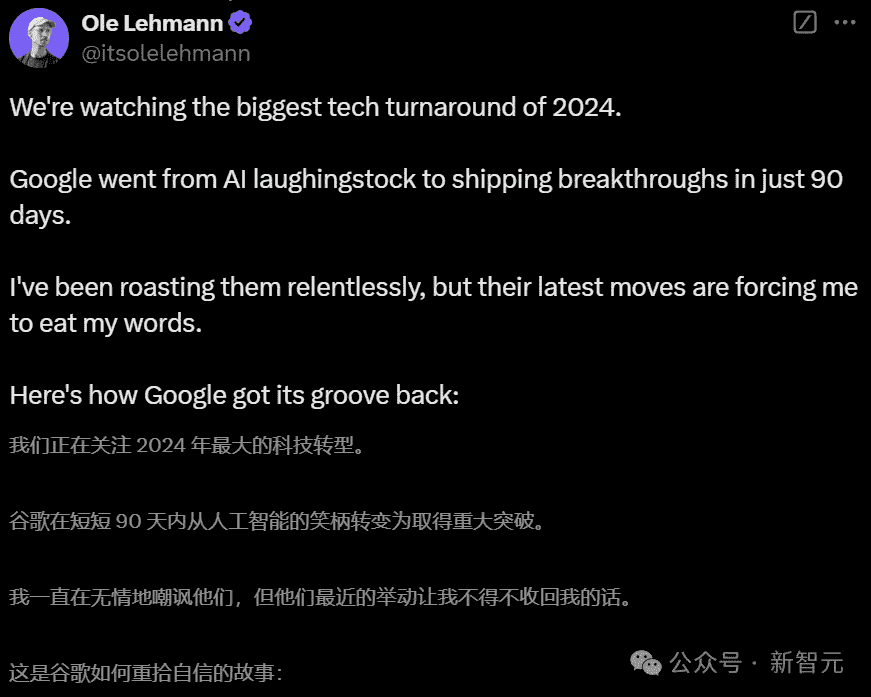 Ole Lehmann
@itsolelehmann
We're watching the biggest tech turnaround of 2024.
Google went from AI laughingstock to shipping breakthroughs in just 90
days.
I've been roasting them relentlessly, but their latest moves are forcing me
to eat my words.
Here's how Google got its groove back:
我们正在关注 2024 年最大的科技转型。
谷歌在短短 90 天内从人工智能的笑柄转变为取得重大突破。
我一直在无情地嘲讽他们，但他们最近的举动让我不得不收回我的话。
这是谷歌如何重拾自信的故事：
公众号 · 新智元